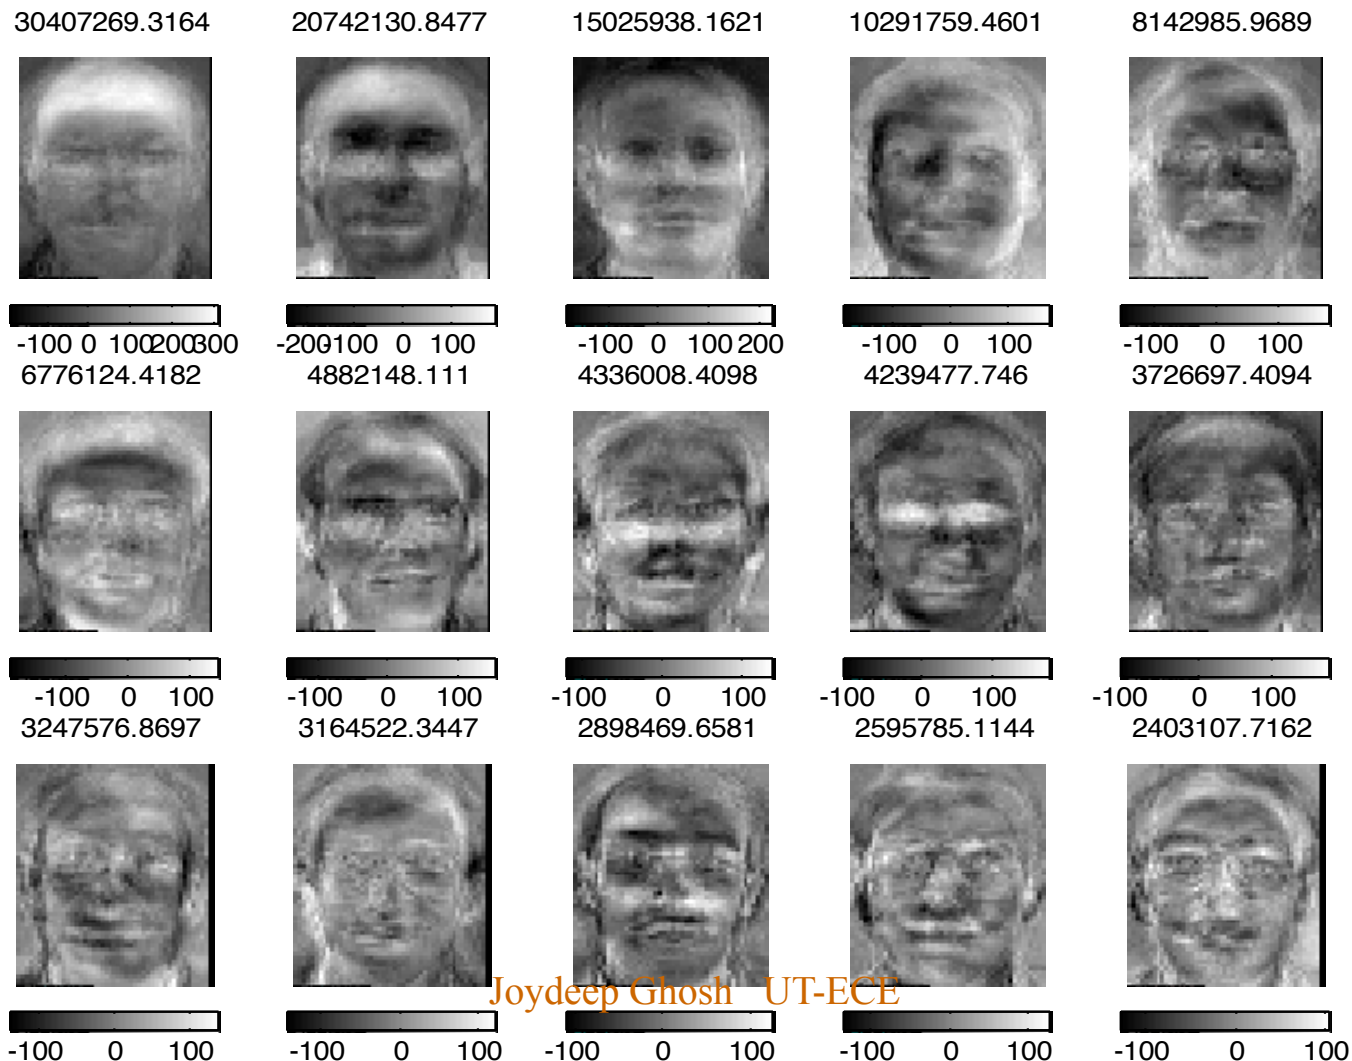 30407269.3164 20742130.8477 15025938.1621 10291759.4601 8142985.9689
-100 0 100200300 -200-100 0 100 -100 0 100 200 -100 0 100 -100 0 100
6776124.4182 4882148.111 4336008.4098 4239477.746 3726697.4094
-100 0 100 -100 0 100 -100 0 100 -100 0 100 -100 0 100
3247576.8697 3164522.3447 2898469.6581 2595785.1144 2403107.7162
Joydeep Ghosh UT-ECE
-100 0 100 -100 0 100 -100 0 100 -100 0 100 -100 0 100